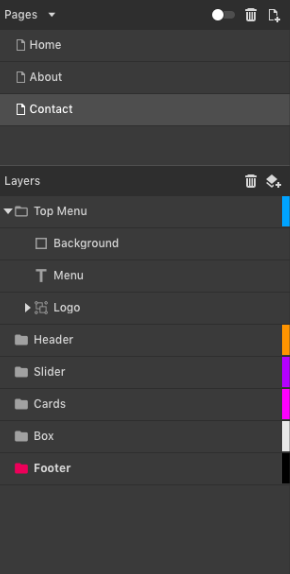 Pages
Home
About
Contact
Layers
Top Menu
Background
Menu
Logo
Header
Slider
Cards
Box
Footer